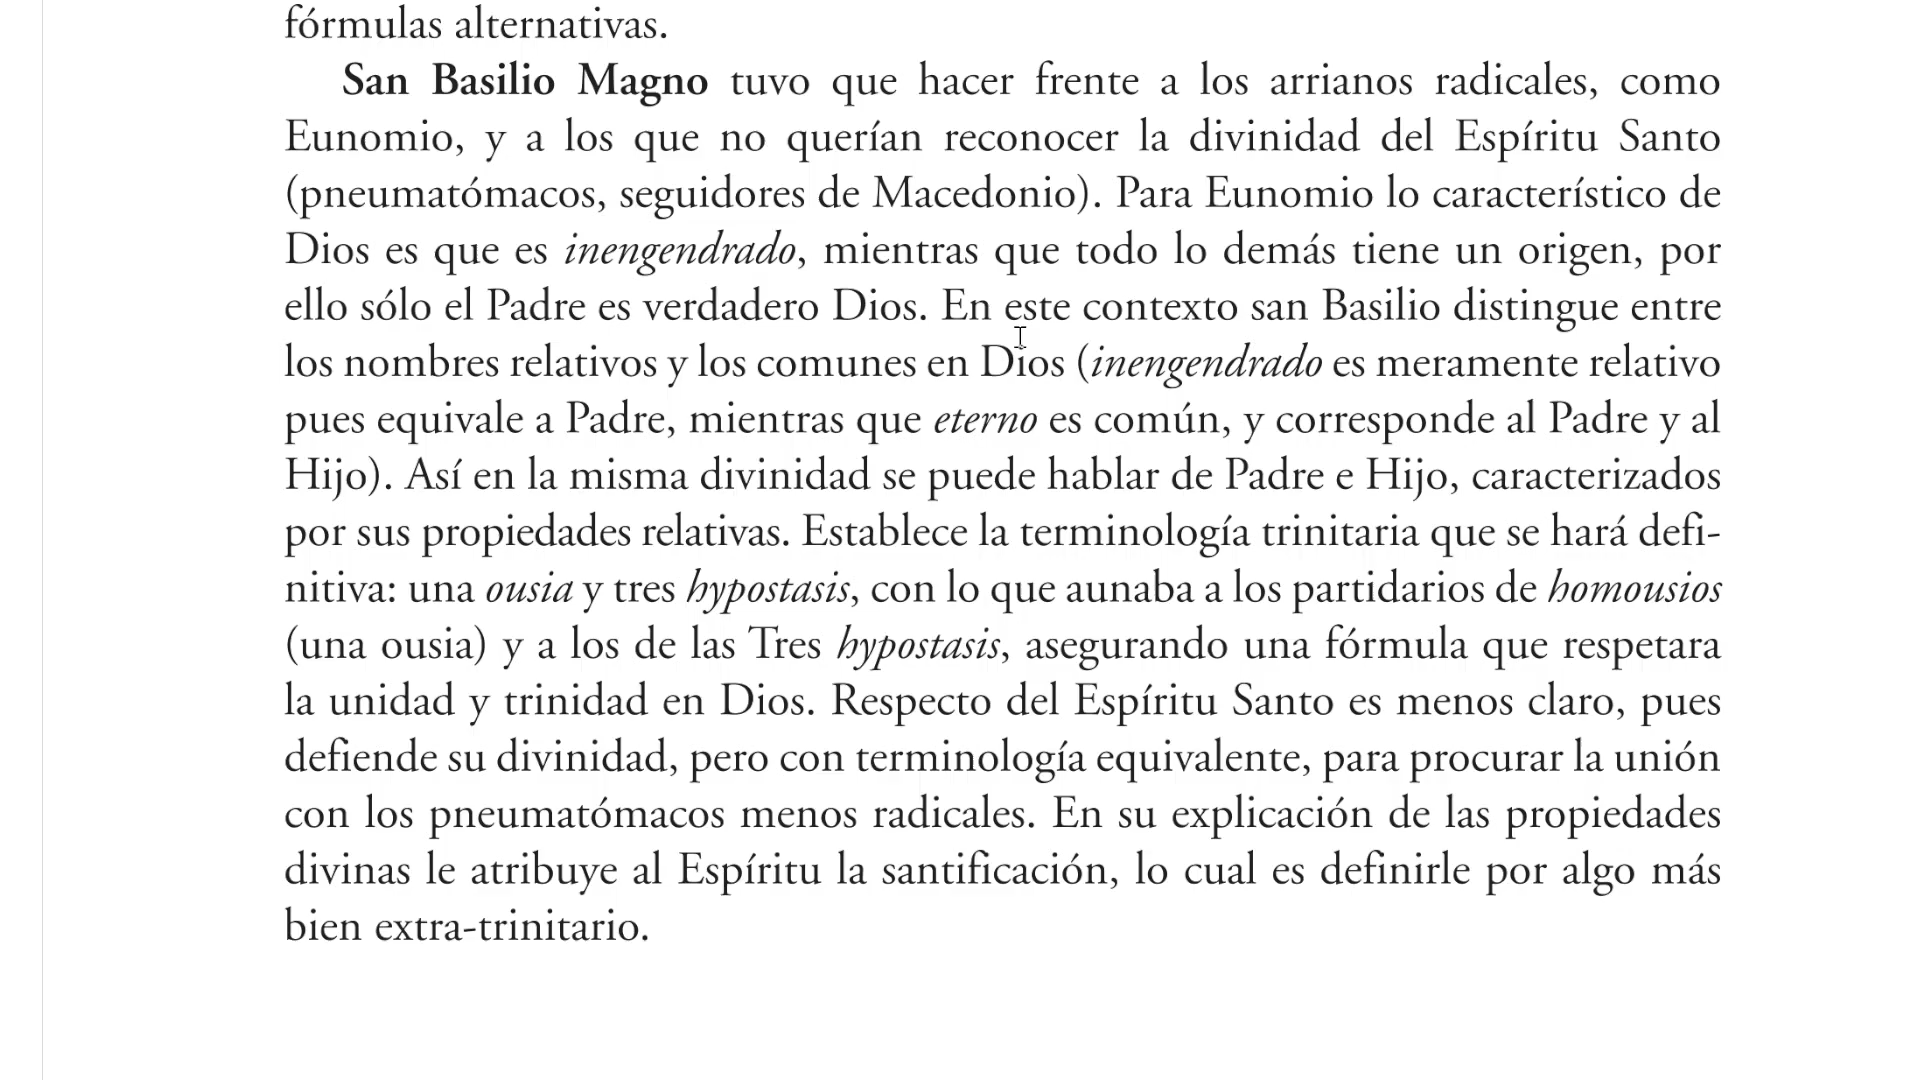 fórmulas alternativas.
San Basilio Magno tuvo que hacer frente a los arrianos radicales, como
Eunomio, y a los que no querían reconocer la divinidad del Espíritu Santo
(pneumatómacos, seguidores de Macedonio). Para Eunomio lo característico de
Dios es que es inengendrado, mientras que todo lo demás tiene un origen, por
ello sólo el Padre es verdadero Dios. En este contexto san Basilio distingue entre
los nombres relativos y los comunes en Dios (inengendrado es meramente relativo
pues equivale a Padre, mientras que eterno es común, y corresponde al Padre y al
Hijo). Así en la misma divinidad se puede hablar de Padre e Hijo, caracterizados
por sus propiedades relativas. Establece la terminología trinitaria que se hará defi-
nitiva: una ousia y tres hypostasis, con lo que aunaba a los partidarios de homousios
(una ousia) y a los de las Tres hypostasis, asegurando una fórmula que respetara
la unidad y trinidad en Dios. Respecto del Espíritu Santo es menos claro, pues
defiende su divinidad, pero con terminología equivalente, para procurar la unión
con los pneumatómacos menos radicales. En su explicación de las propiedades
divinas le atribuye al Espíritu la santificación, lo cual es definirle por algo más
bien extra-trinitario.